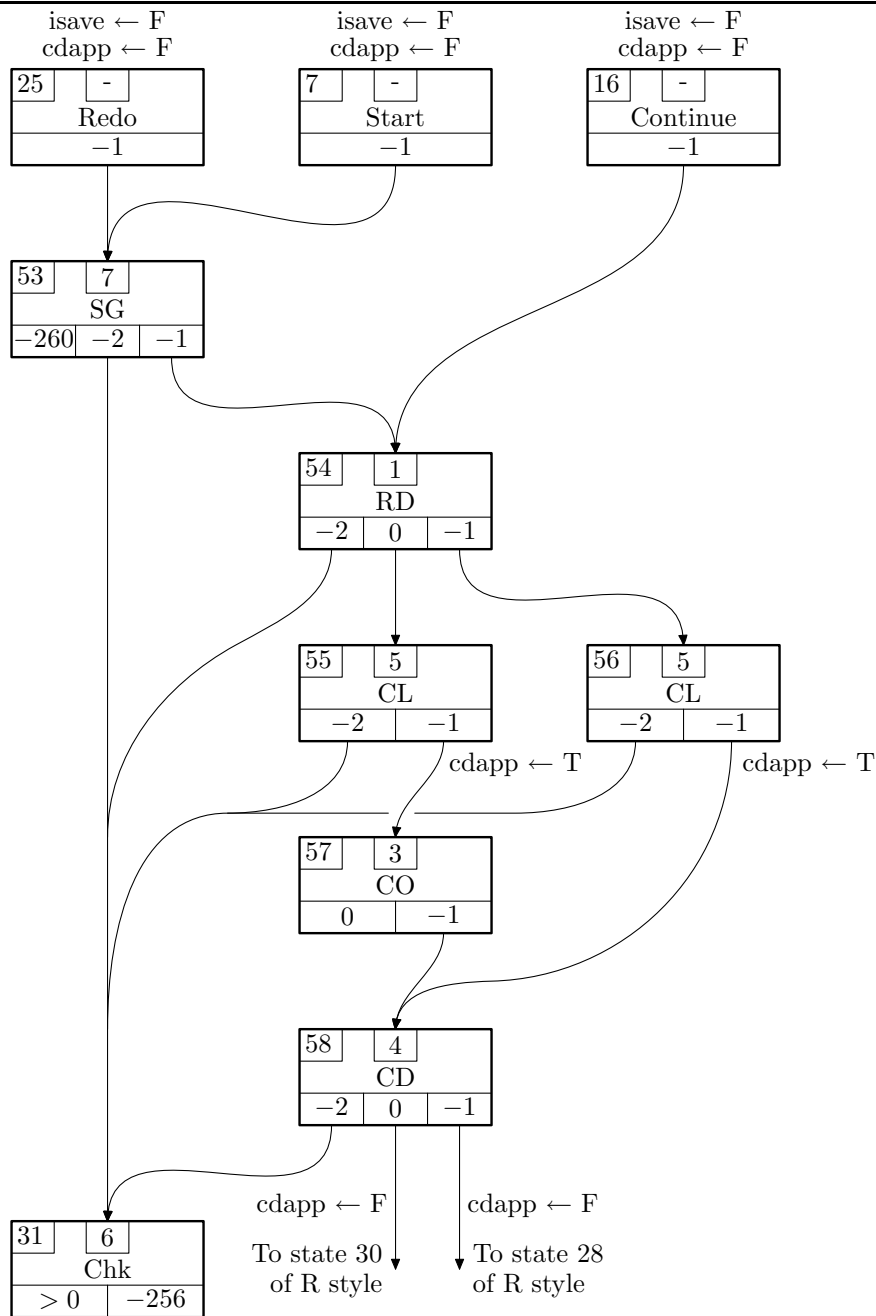 isave ← F
cdapp ← F
isave ← F
cdapp ← F
isave ← F
cdapp ← F
25 -
Redo
−1
7 -
Start
−1
16 -
Continue
−1
53 7
SG
−260 −2 −1
54 1
RD
−2 0 −1
55 5
CL
−2 −1
56 5
CL
−2 −1
cdapp ← T
cdapp ← T
57 3
CO
0 −1
58 4
CD
−2 0 −1
cdapp ← F
cdapp ← F
To state 30
of R style
To state 28
of R style
31 6
Chk
> 0 −256